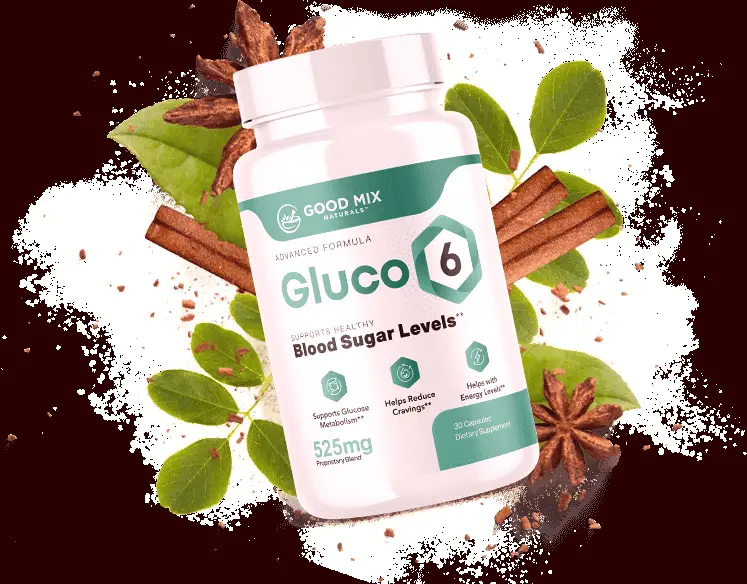 GOOD MIX
NATURALS™
ADVANCED FORMULA
Gluco 6
SUPPORTS HEALTHY
Blood Sugar Levels**
Supports Glucose
Metabolism**
Helps Reduce
Cravings**
Helps with
Energy Levels**
525mg
Proprietary Blend
30 Capsules
Dietary Supplement